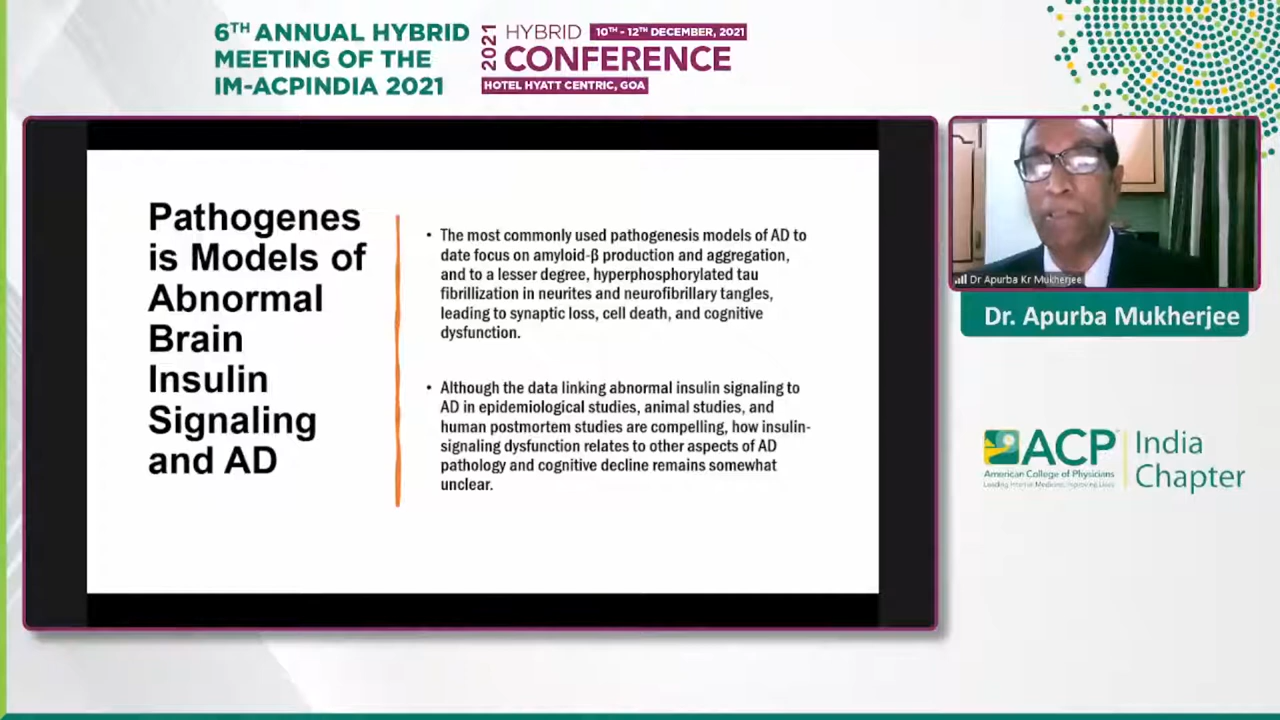 6TH ANNUAL HYBRID
MEETING OF THE
IM-ACPINDIA 2021
2021
HYBRID 10TH - 12TH DECEMBER, 2021
CONFERENCE
HOTEL HYATT CENTRIC, GOA
Pathogenes
is Models of
Abnormal
Brain
Insulin
Signaling
and AD
• The most commonly used pathogenesis models of AD to
date focus on amyloid-β production and aggregation,
and to a lesser degree, hyperphosphorylated tau
fibrillization in neurites and neurofibrillary tangles,
leading to synaptic loss, cell death, and cognitive
dysfunction.
• Although the data linking abnormal insulin signaling to
AD in epidemiological studies, animal studies, and
human postmortem studies are compelling, how insulin-
signaling dysfunction relates to other aspects of AD
pathology and cognitive decline remains somewhat
unclear.
Dr Apurba Kr Mukherjee
Dr. Apurba Mukherjee
ACP
American College of Physicians
Leading Internal Medicine, Improving Lives
India
Chapter